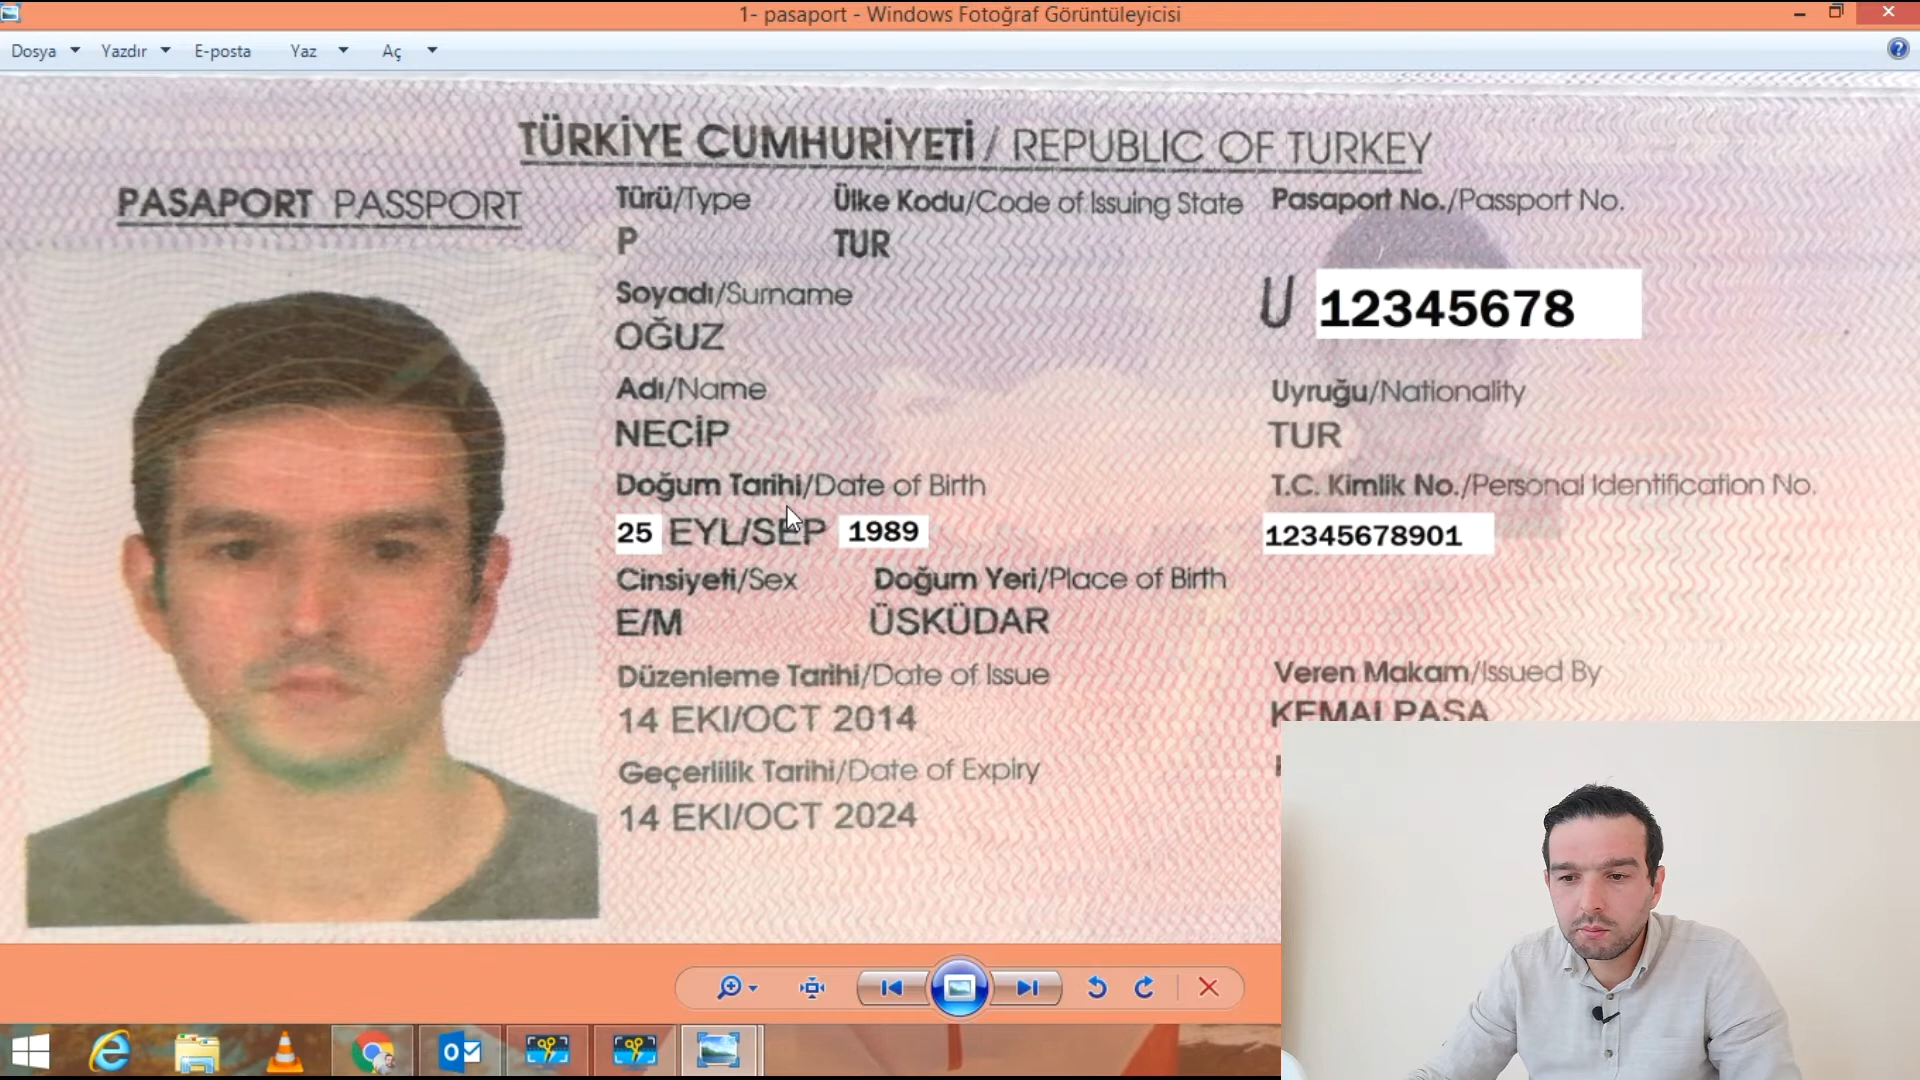 1- pasaport - Windows Fotoğraf Görüntüleyicisi
Dosya Yazdır E-posta Yaz Aç
TÜRKİYE CUMHURİYETİ / REPUBLIC OF TURKEY
PASAPORT PASSPORT
Türü/Type Ülke Kodu/Code of Issuing State Pasaport No./Passport No.
P TUR
U 12345678
Soyadı/Surname
OĞUZ
Adı/Name Uyruğu/Nationality
NECİP TUR
Doğum Tarihi/Date of Birth T.C. Kimlik No./Personal Identification No.
25 EYL/SEP 1989 12345678901
Cinsiyeti/Sex Doğum Yeri/Place of Birth
E/M ÜSKÜDAR
Düzenleme Tarihi/Date of Issue Veren Makam/Issued By
14 EKI/OCT 2014 KEMALPAŞA
Geçerlilik Tarihi/Date of Expiry
14 EKI/OCT 2024